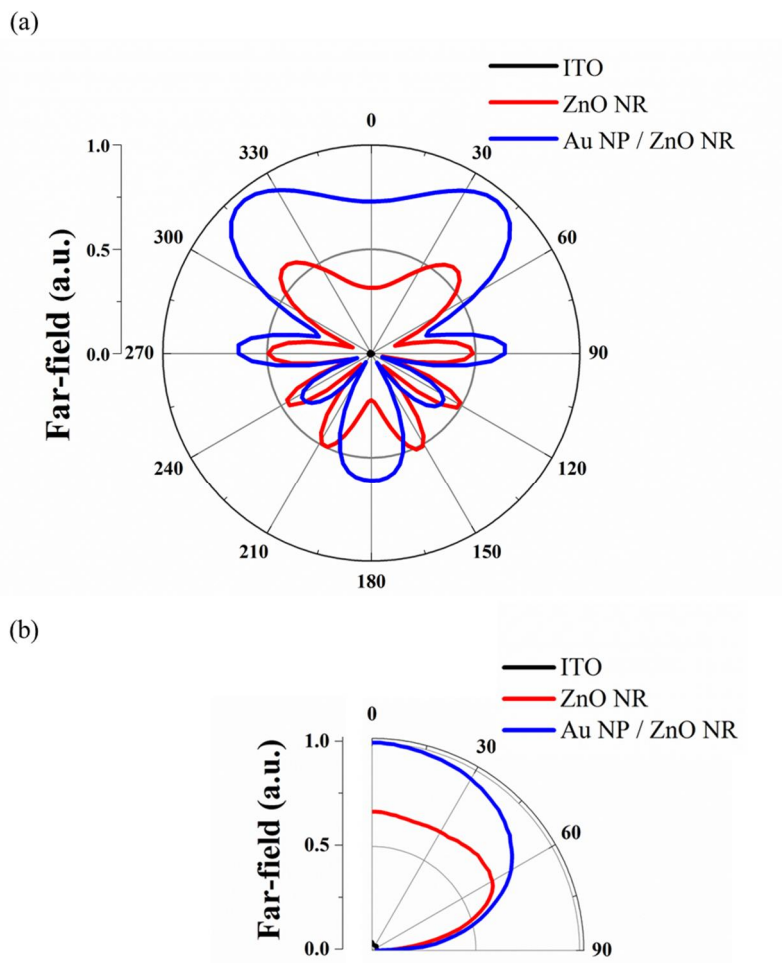 (a)
ITO
ZnO NR
Au NP / ZnO NR
0
330
30
1.0
300
60
0.5
Far-field (a.u.)
0.0
270
90
240
120
210
150
180
(b)
ITO
ZnO NR
Au NP / ZnO NR
0
1.0
30
Far-field (a.u.)
60
0.5
0.0
90